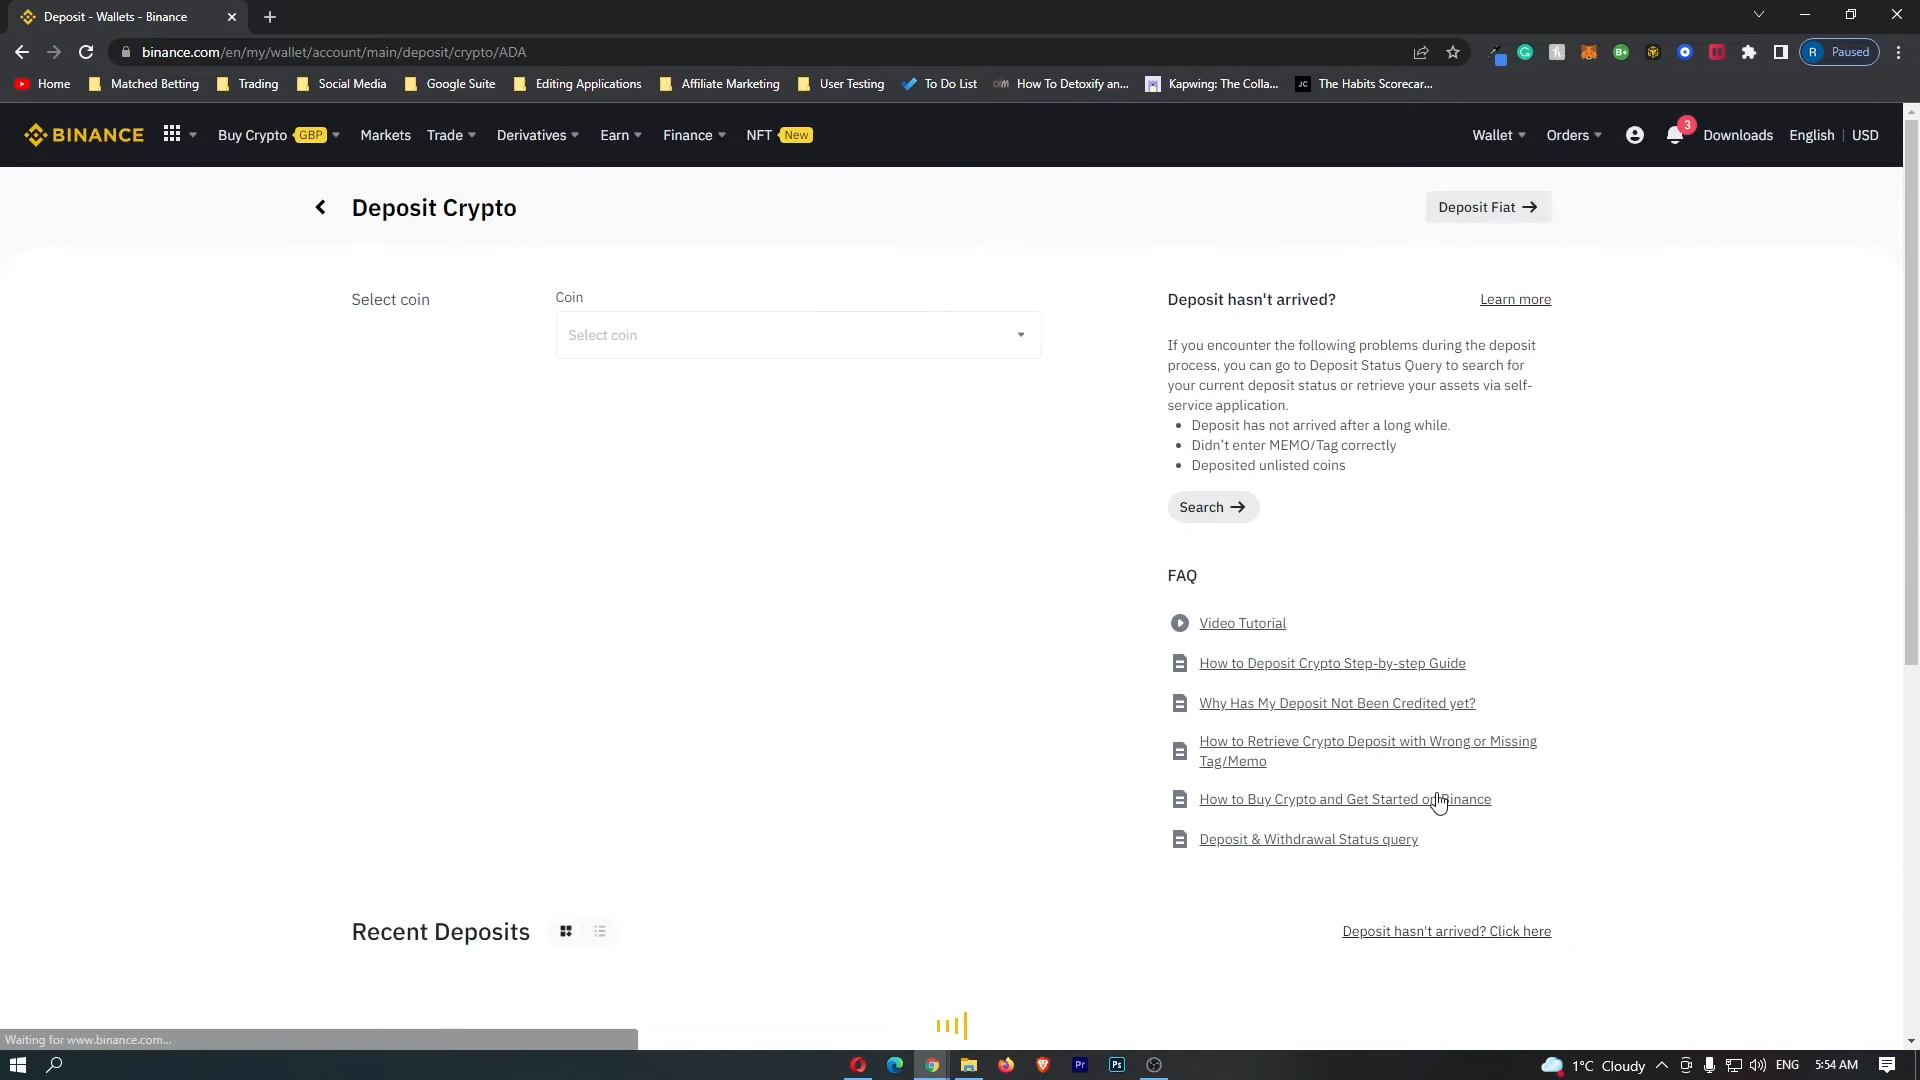 Deposit - Wallets - Binance
binance.com/en/my/wallet/account/main/deposit/crypto/ADA
R Paused
Home Matched Betting Trading Social Media Google Suite Editing Applications Affiliate Marketing User Testing To Do List How To Detoxify an... Kapwing: The Colla... JC The Habits Scorecar...
BINANCE Buy Crypto GBP Markets Trade Derivatives Earn Finance NFT New Wallet Orders 3 Downloads English USD
Deposit Crypto
Deposit Fiat
Select coin
Coin
Select coin
Deposit hasn't arrived? Learn more
If you encounter the following problems during the deposit
process, you can go to Deposit Status Query to search for
your current deposit status or retrieve your assets via self-
service application.
Deposit has not arrived after a long while.
Didn't enter MEMO/Tag correctly
Deposited unlisted coins
Search
FAQ
Video Tutorial
How to Deposit Crypto Step-by-step Guide
Why Has My Deposit Not Been Credited yet?
How to Retrieve Crypto Deposit with Wrong or Missing
Tag/Memo
How to Buy Crypto and Get Started on Binance
Deposit & Withdrawal Status query
Recent Deposits
Deposit hasn't arrived? Click here
Waiting for www.binance.com...
Pr Ps 1°C Cloudy ENG 5:54 AM